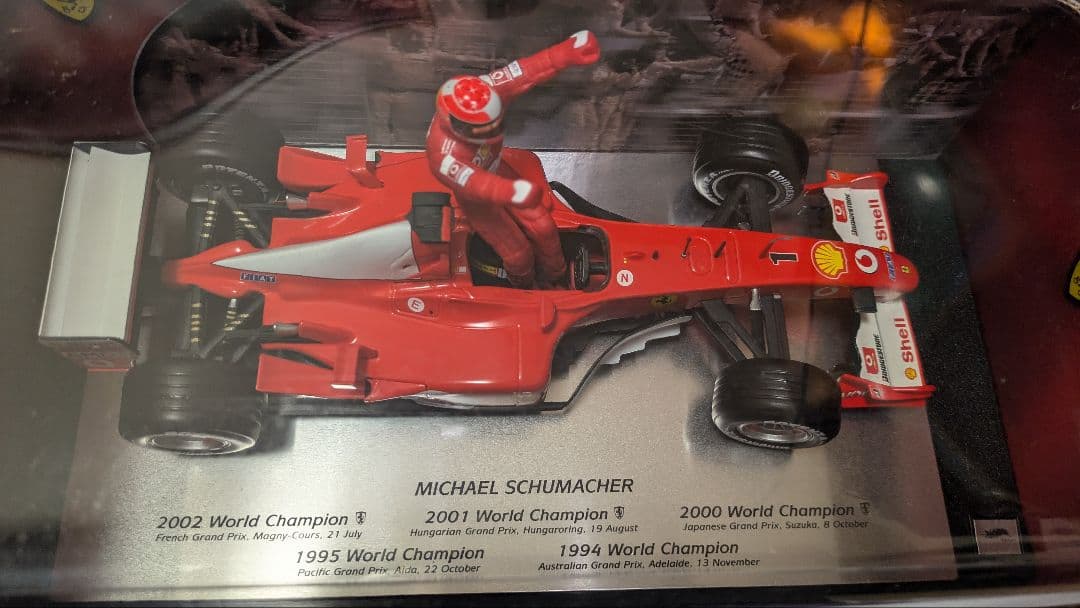 BRIDGESTONE
Shell
1
N
E
FIAT
Shell
BRIDGESTONE
MICHAEL SCHUMACHER
2002 World Champion
French Grand Prix, Magny-Cours, 21 July
2001 World Champion
Hungarian Grand Prix, Hungaroring, 19 August
2000 World Champion
Japanese Grand Prix, Suzuka, 8 October
1995 World Champion
Pacific Grand Prix, Aida, 22 October
1994 World Champion
Australian Grand Prix, Adelaide, 13 November